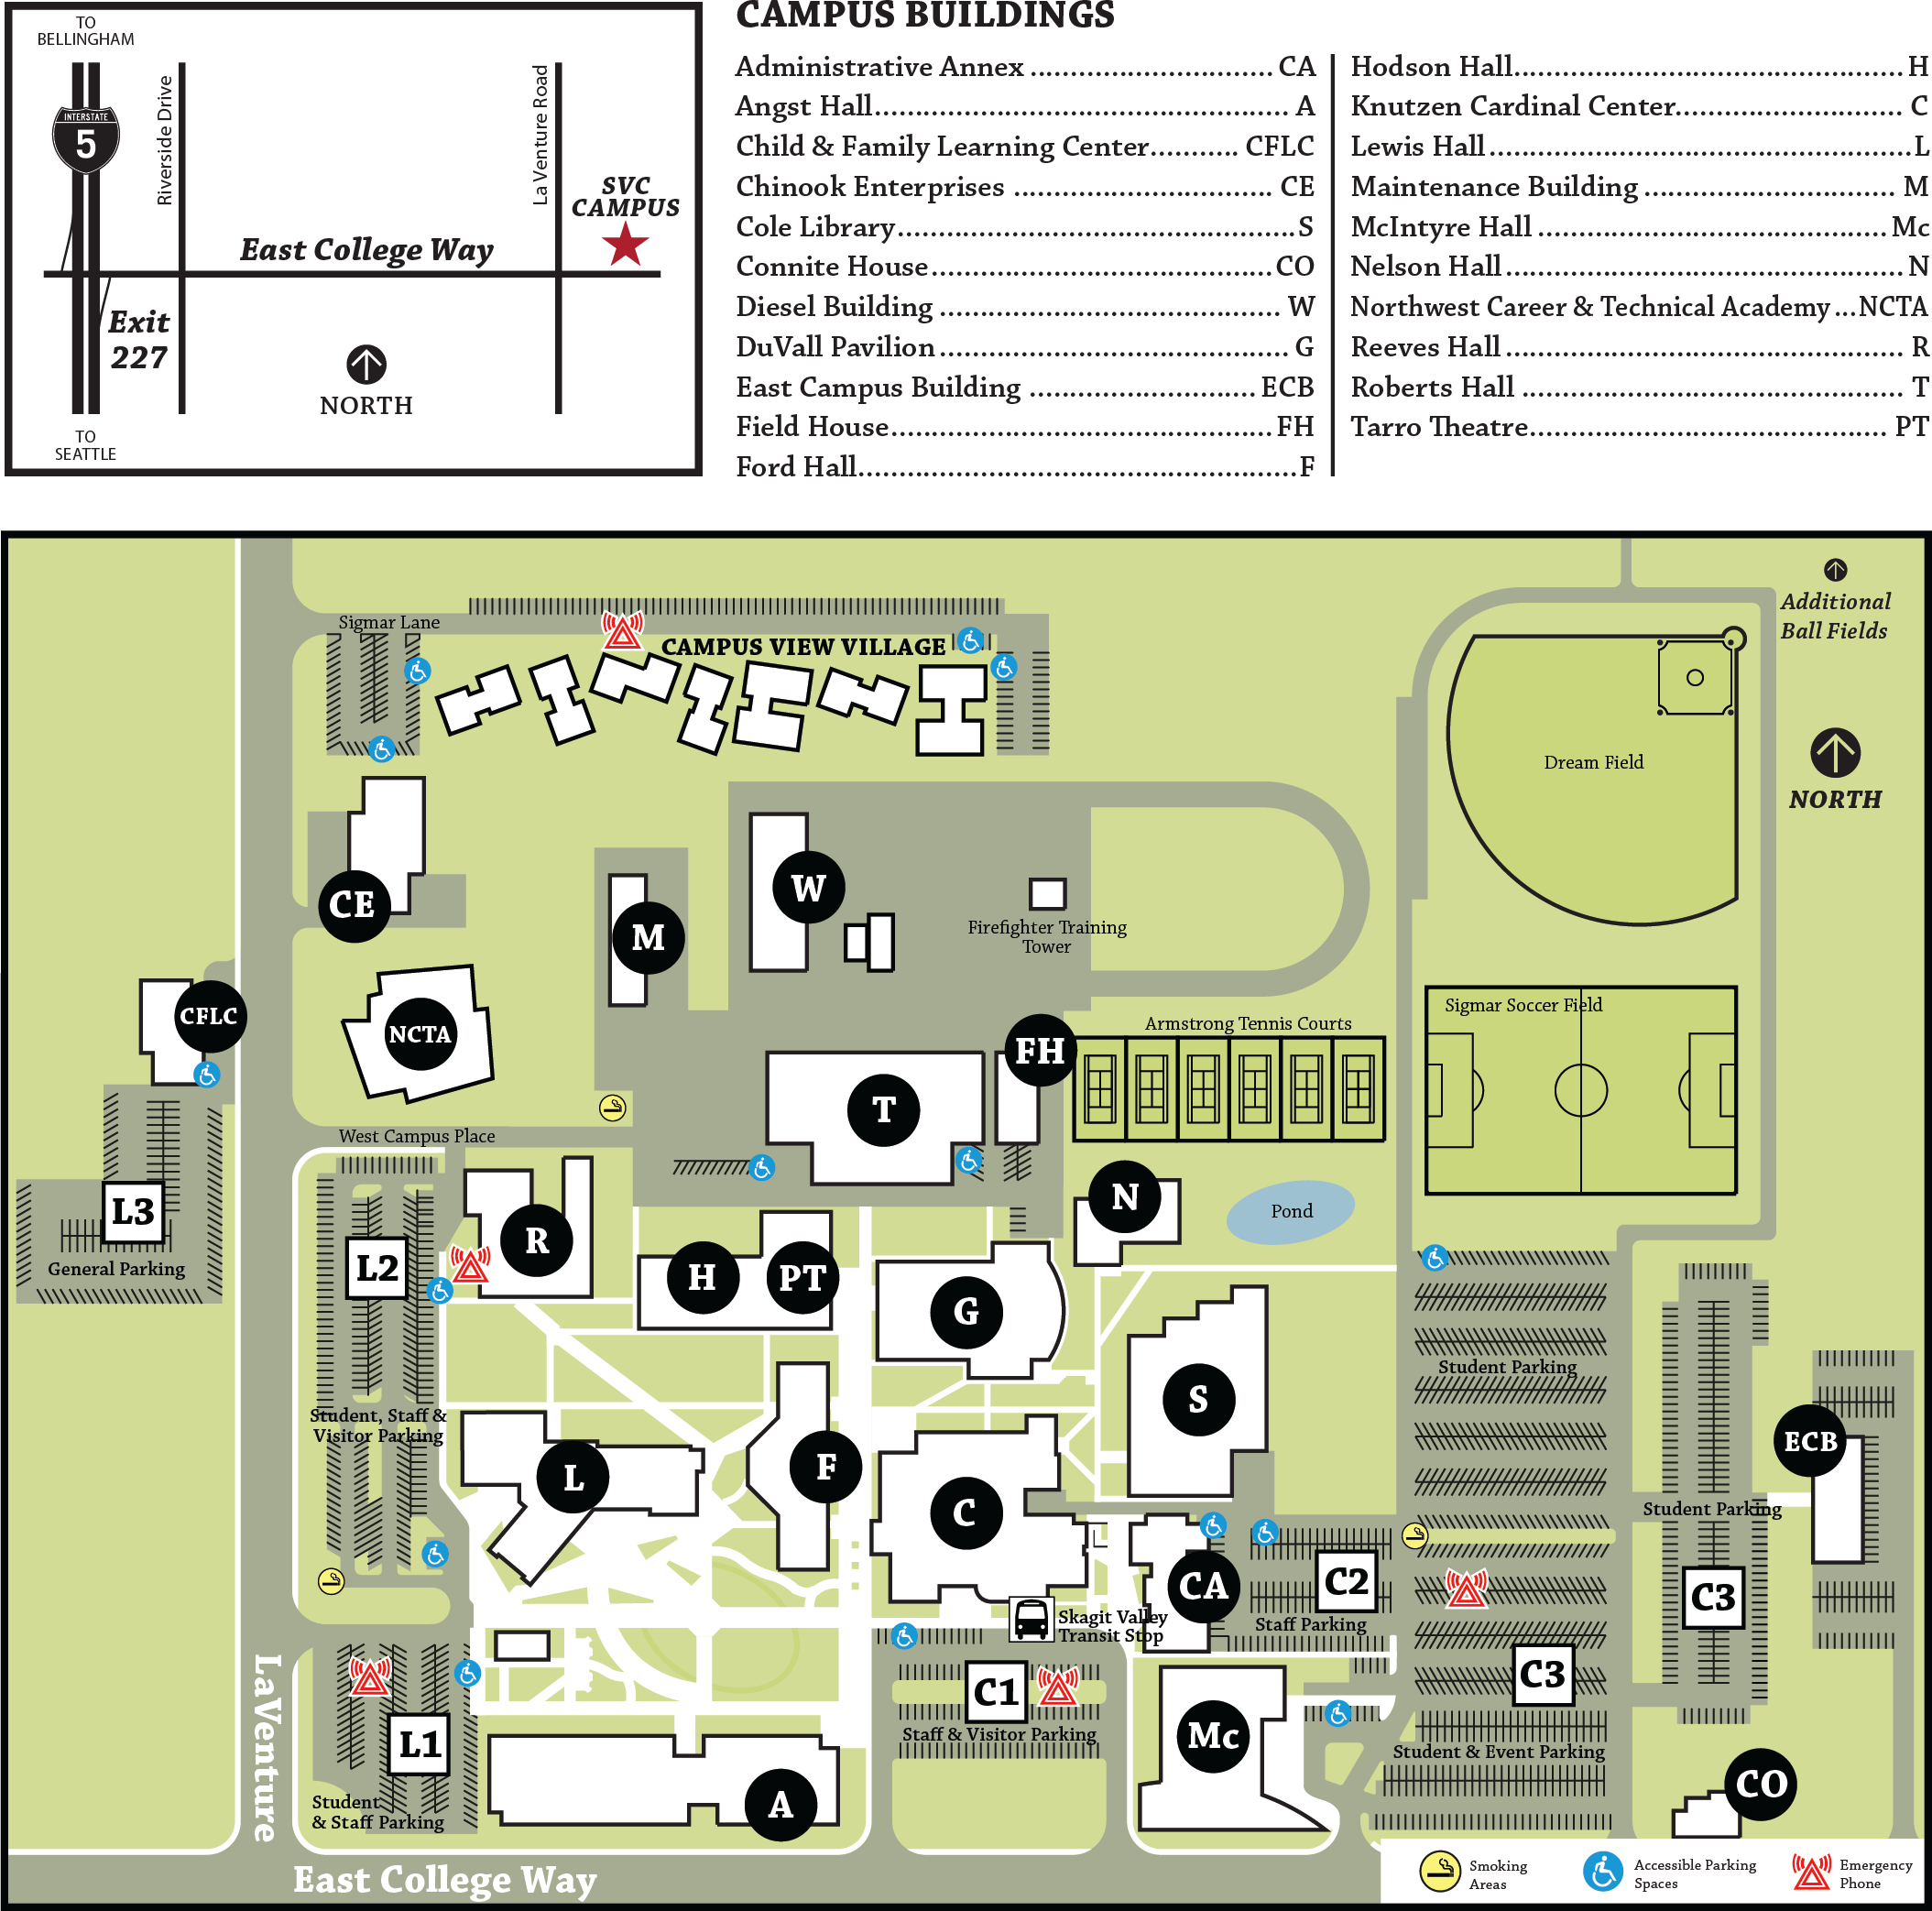 TO
BELLINGHAM
INTERSTATE
5
Riverside Drive
La Venture Road
SVC
CAMPUS
East College Way
Exit
227
NORTH
TO
SEATTLE
CAMPUS BUILDINGS
Administrative Annex .............................. CA
Angst Hall................................................... A
Child & Family Learning Center........... CFLC
Chinook Enterprises ................................ CE
Cole Library.................................................S
Connite House..........................................CO
Diesel Building .......................................... W
DuVall Pavilion........................................... G
East Campus Building ............................ ECB
Field House...............................................FH
Ford Hall......................................................F
Hodson Hall................................................ H
Knutzen Cardinal Center............................ C
Lewis Hall....................................................L
Maintenance Building ............................... M
McIntyre Hall ........................................... Mc
Nelson Hall................................................. N
Northwest Career & Technical Academy ...NCTA
Reeves Hall................................................. R
Roberts Hall ............................................... T
Tarro Theatre............................................ PT
Additional
Ball Fields
Sigmar Lane
CAMPUS VIEW VILLAGE
Dream Field
NORTH
CE
W
M
Firefighter Training
Tower
CFLC
NCTA
Sigmar Soccer Field
Armstrong Tennis Courts
FH
T
West Campus Place
L3
General Parking
N
Pond
R
L2
H
PT
G
Student Parking
Student, Staff &
Visitor Parking
S
ECB
L
F
C
Student Parking
CA
C2
Staff Parking
C3
Skagit Valley
Transit Stop
C3
C1
Staff & Visitor Parking
Mc
Student & Event Parking
L1
Student
& Staff Parking
A
CO
LaVenture
East College Way
Smoking
Areas
Accessible Parking
Spaces
Emergency
Phone